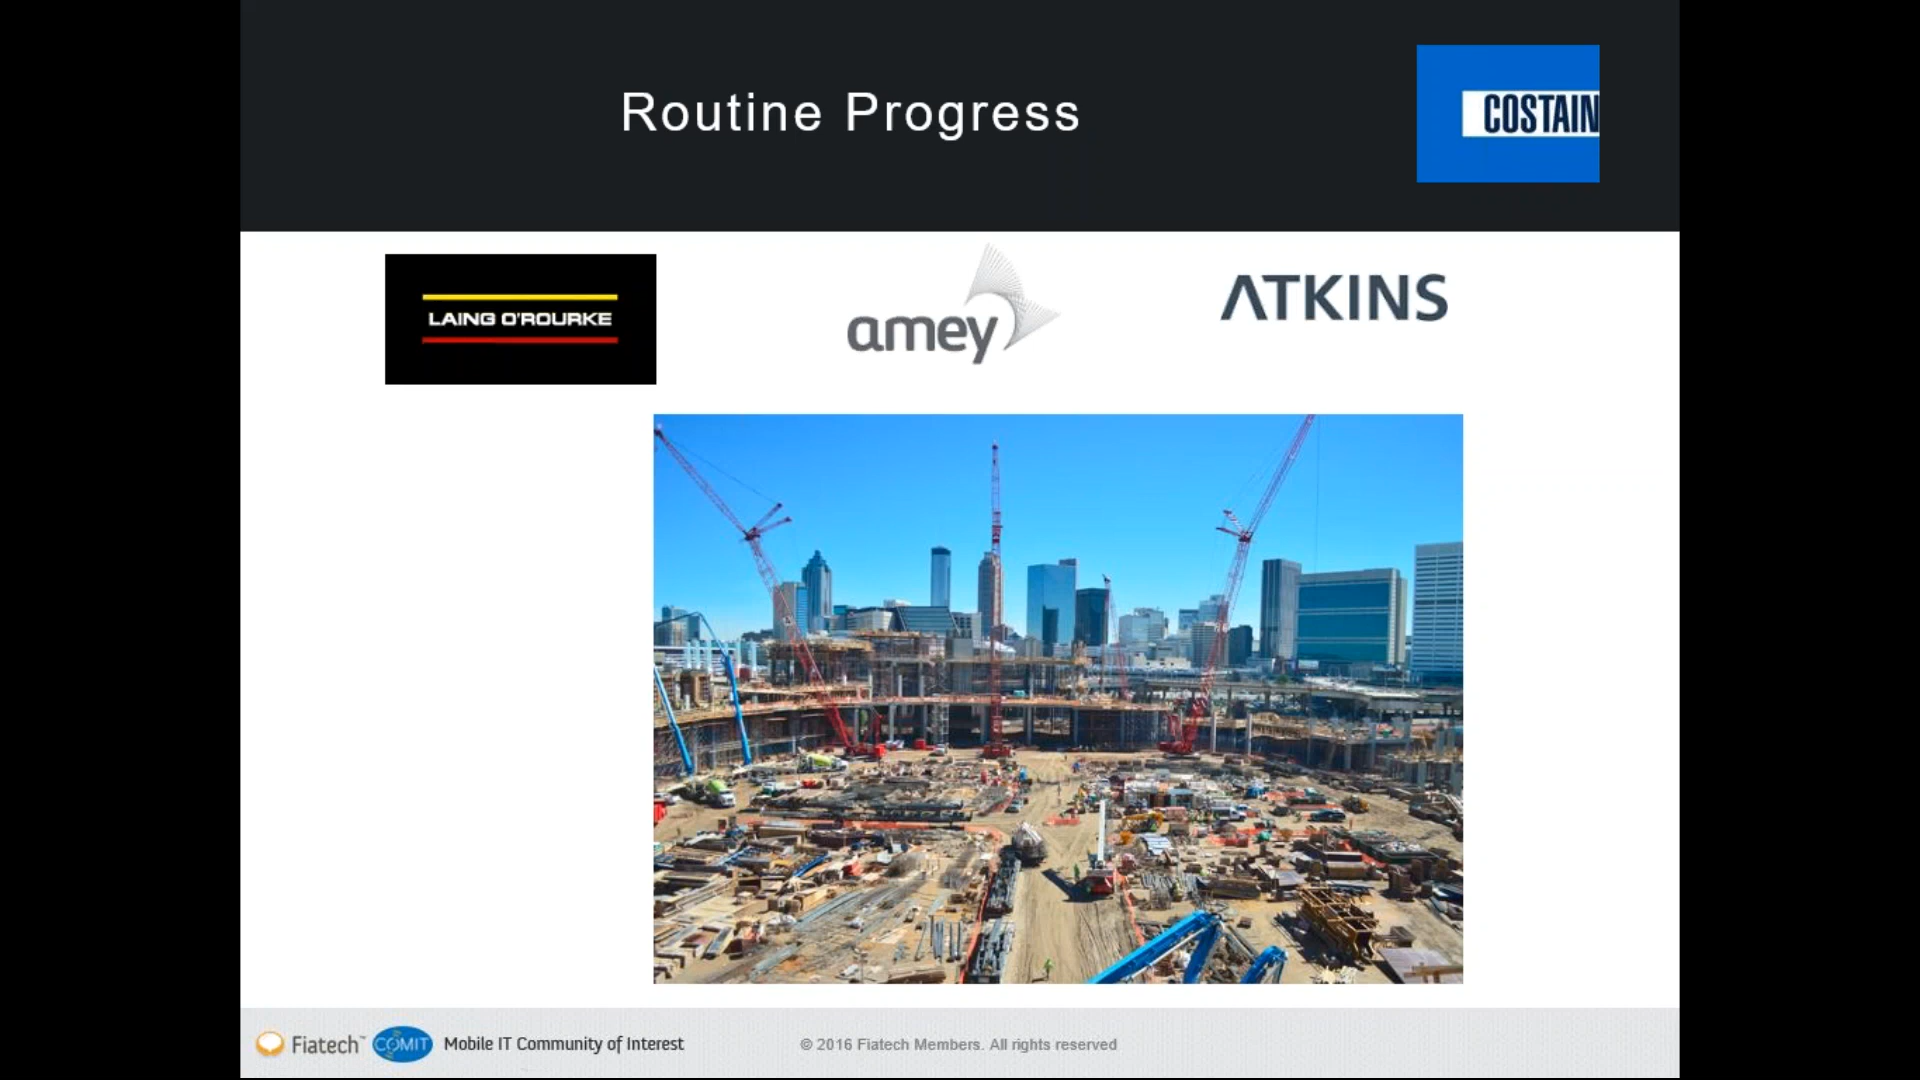 Routine Progress
COSTAIN
LAING O'ROURKE
amey
ATKINS
Fiatech™ COMIT Mobile IT Community of Interest
© 2016 Fiatech Members. All rights reserved